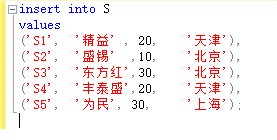 insert into S
values
('S1', '精益' , 20, '天津'),
('S2', '盛锡' ,10, '北京'),
('S3', '东方红',30, '北京'),
('S4', '丰泰盛',20, '天津'),
('S5', '为民', 30, '上海');